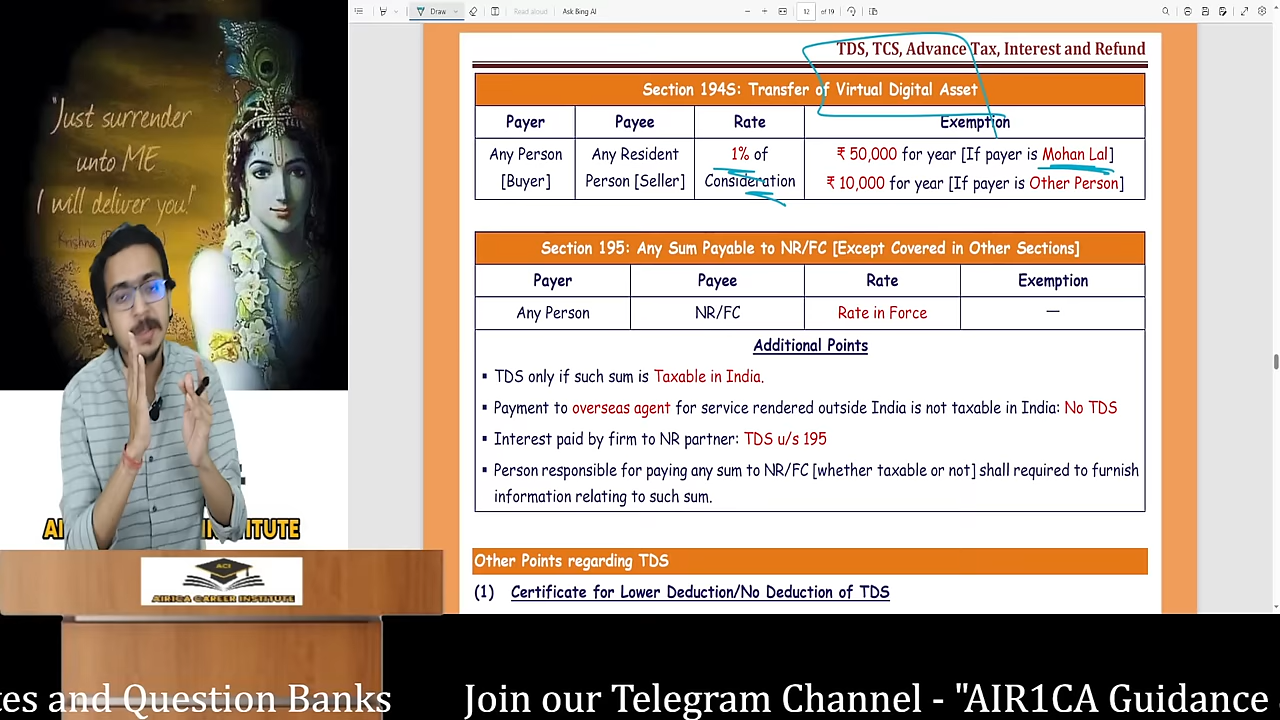 Draw
Read aloud
Ask Bing AI
12
of 19
"Just surrender
unto ME
I will deliver you!"
Krishna
TDS, TCS, Advance Tax, Interest and Refund
Section 194S: Transfer of Virtual Digital Asset
Payer Payee Rate Exemption
Any Person [Buyer]
Any Resident Person [Seller]
1% of Consideration
₹ 50,000 for year [If payer is Mohan Lal]
₹ 10,000 for year [If payer is Other Person]
Section 195: Any Sum Payable to NR/FC [Except Covered in Other Sections]
Payer Payee Rate Exemption
Any Person NR/FC Rate in Force —
Additional Points
▪ TDS only if such sum is Taxable in India.
▪ Payment to overseas agent for service rendered outside India is not taxable in India: No TDS
▪ Interest paid by firm to NR partner: TDS u/s 195
▪ Person responsible for paying any sum to NR/FC [whether taxable or not] shall required to furnish
information relating to such sum.
Other Points regarding TDS
(1) Certificate for Lower Deduction/No Deduction of TDS
ACI
AIR1CA CAREER INSTITUTE
tes and Question Banks Join our Telegram Channel - "AIR1CA Guidance